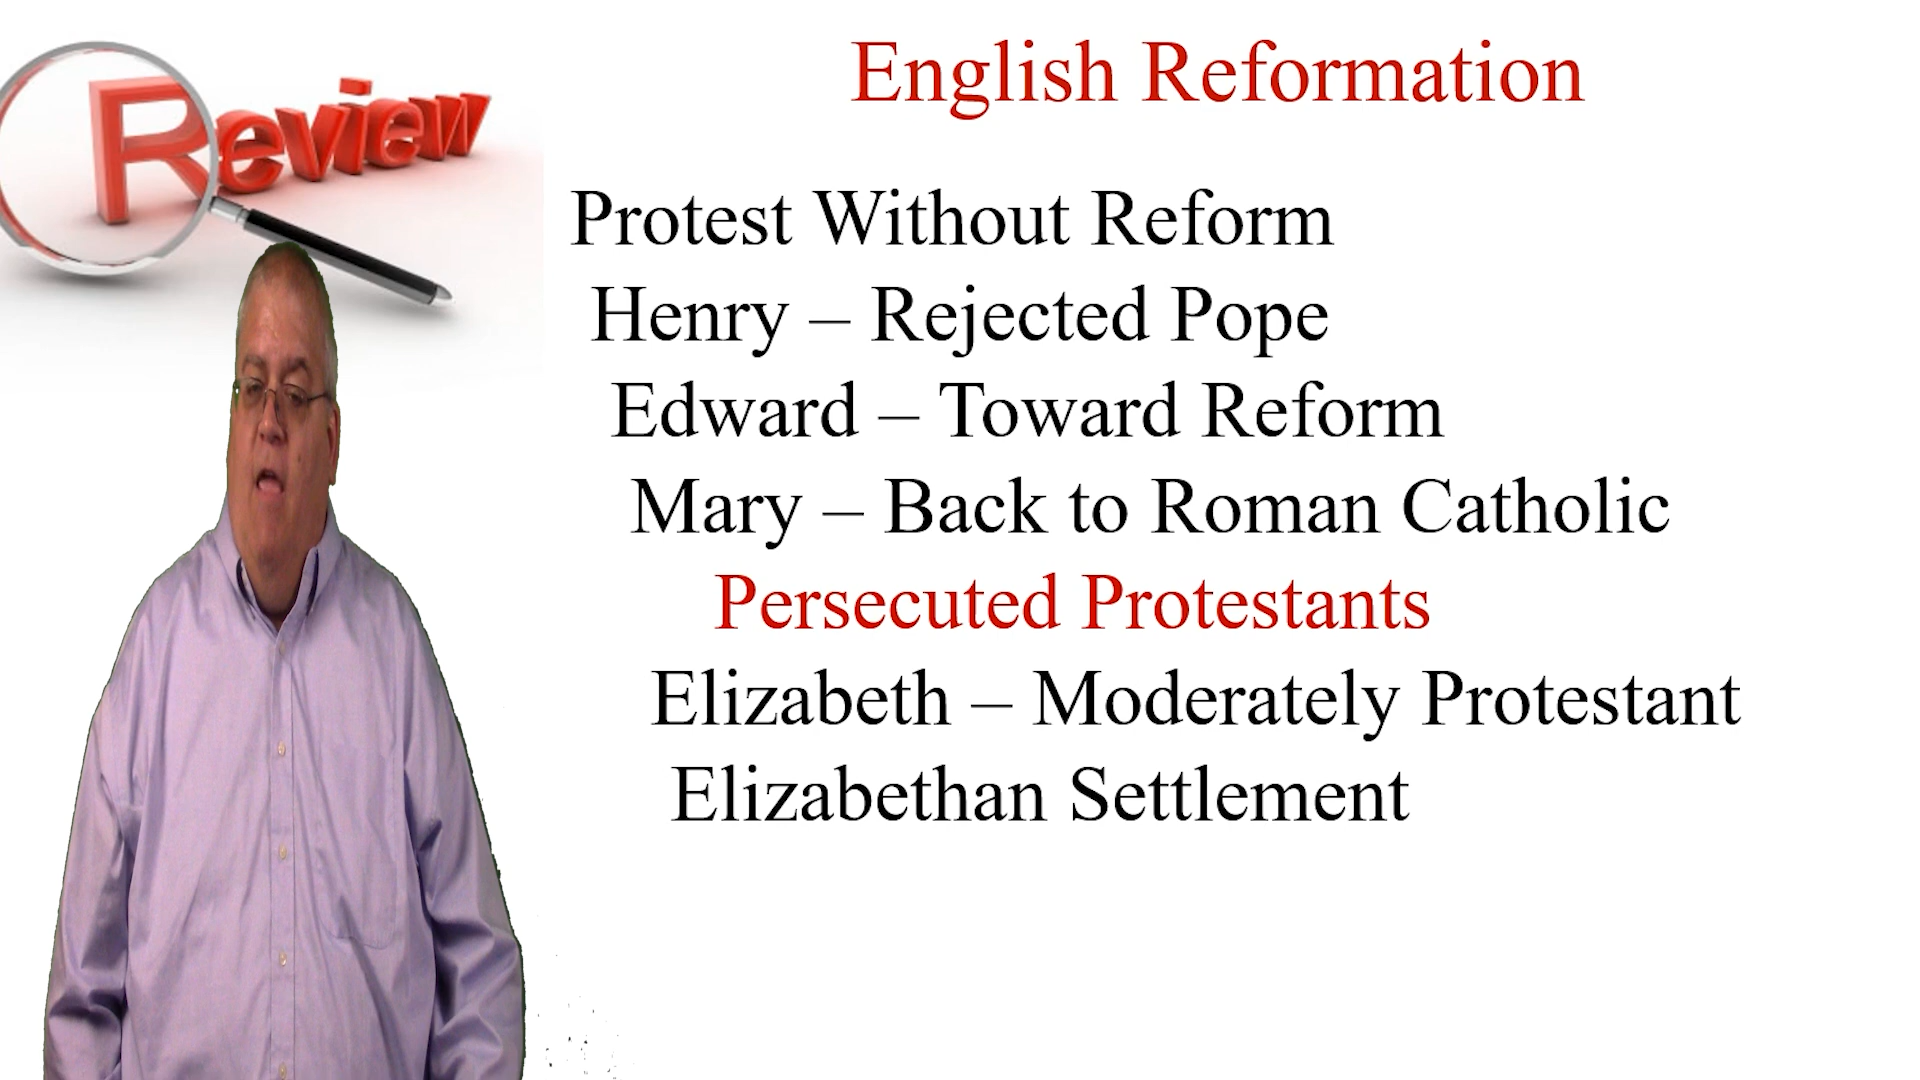 Review
English Reformation
Protest Without Reform
Henry – Rejected Pope
Edward – Toward Reform
Mary – Back to Roman Catholic
Persecuted Protestants
Elizabeth – Moderately Protestant
Elizabethan Settlement